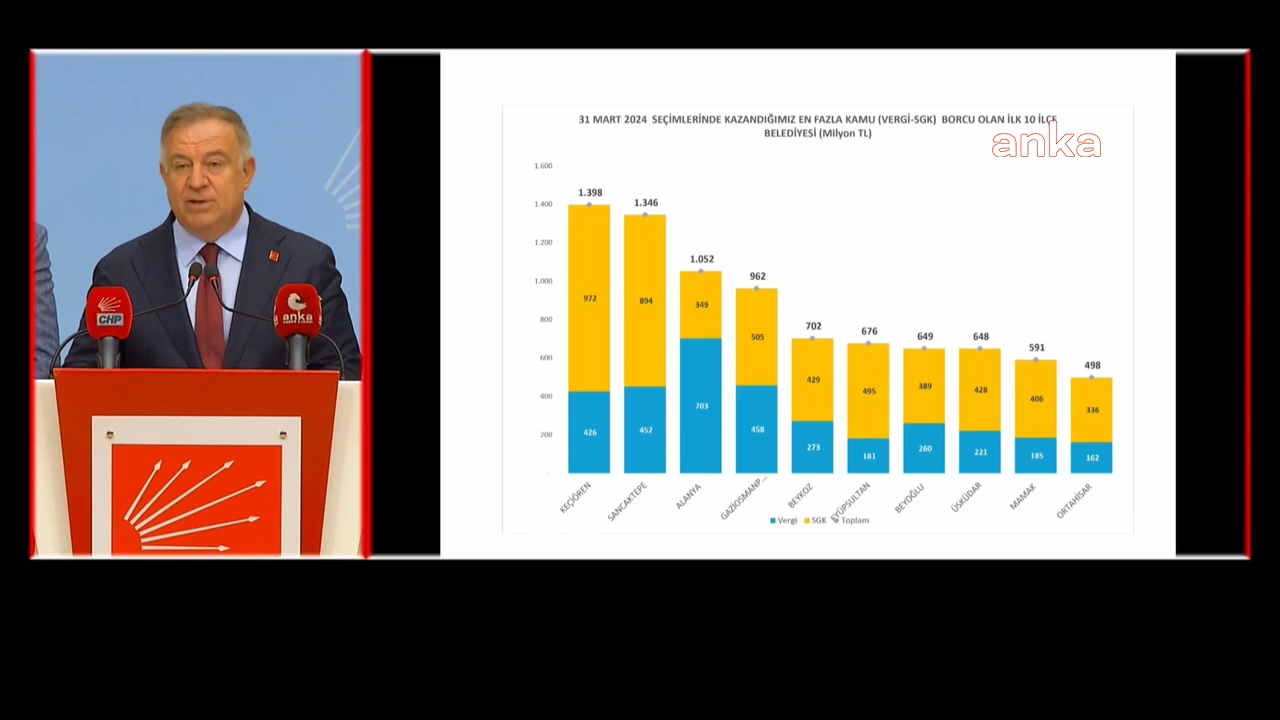 CHP
anka
anka
31 MART 2024 SEÇİMLERİNDE KAZANDIĞIMIZ EN FAZLA KAMU (VERGİ-SGK) BORCU OLAN İLK 10 İLÇE
BELEDİYESİ (Milyon TL)
1.600
1.400
1.200
1.000
800
600
400
200
-
1.398
1.346
1.052
962
702
676
649
648
591
498
972
894
349
505
429
495
389
428
406
336
426
452
703
458
273
181
260
221
185
162
KEÇİÖREN
SANCAKTEPE
ALANYA
GAZİOSMANP...
BEYKOZ
EYÜPSULTAN
BEYOĞLU
ÜSKÜDAR
MAMAK
ORTAHİSAR
Vergi SGK Toplam